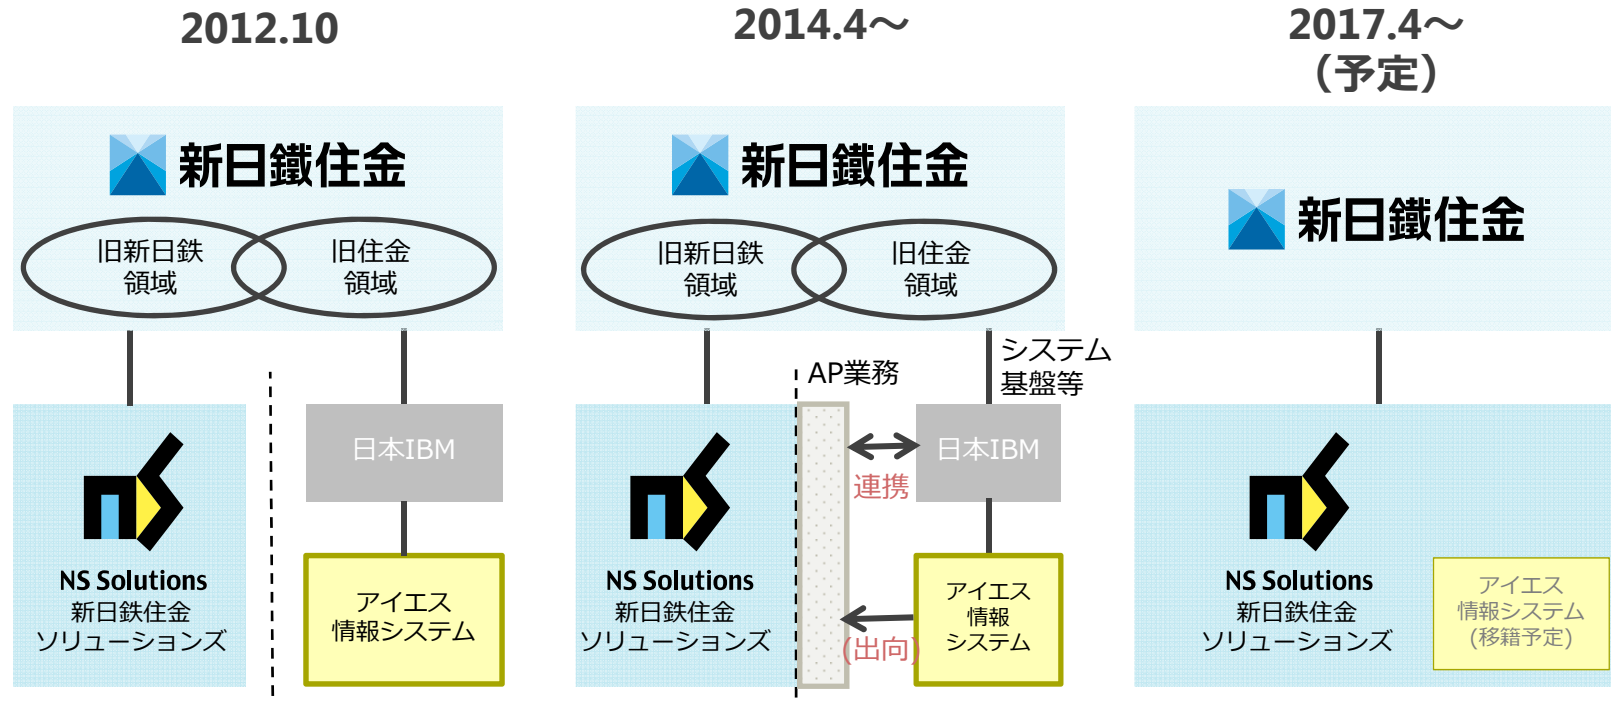 2012.10
新日鐵住金
旧新日鉄
領域
旧住金
領域
日本IBM
NS Solutions
新日鉄住金
ソリューションズ
アイエス
情報システム
2014.4～
新日鐵住金
旧新日鉄
領域
旧住金
領域
システム
基盤等
AP業務
日本IBM
連携
NS Solutions
新日鉄住金
ソリューションズ
アイエス
情報
システム
(出向)
2017.4～
(予定)
新日鐵住金
NS Solutions
新日鉄住金
ソリューションズ
アイエス
情報システム
(移籍予定)